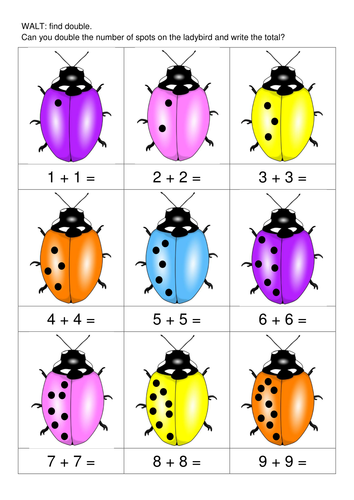 WALT: find double.
Can you double the number of spots on the ladybird and write the total?
1 + 1 =
2 + 2 =
3 + 3 =
4 + 4 =
5 + 5 =
6 + 6 =
7 + 7 =
8 + 8 =
9 + 9 =